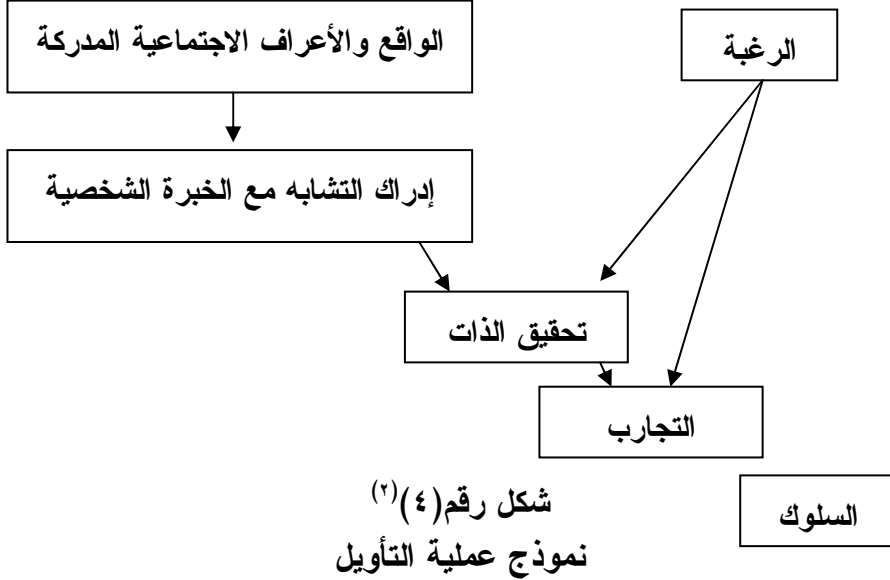 الواقع والأعراف الاجتماعية المدركة
الرغبة
إدراك التشابه مع الخبرة الشخصية
تحقيق الذات
التجارب
السلوك
شكل رقم(٤)(٢)
نموذج عملية التأويل